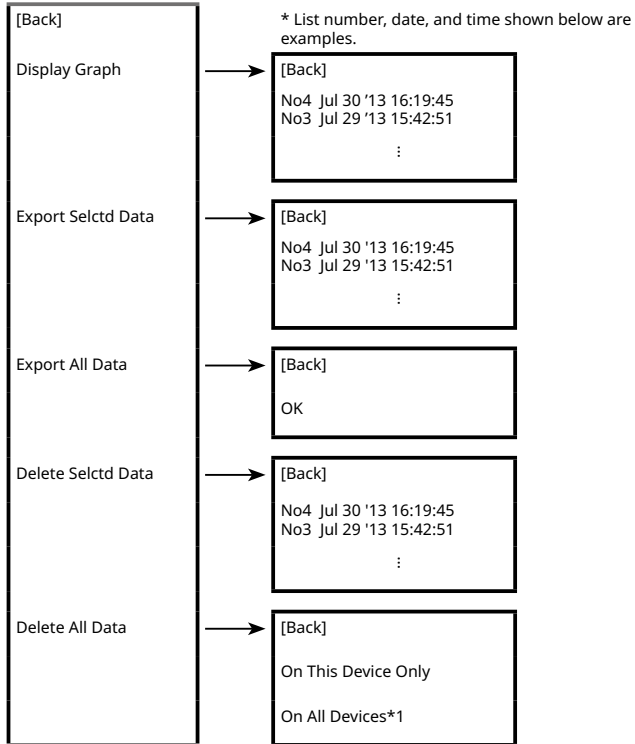 [Back]
* List number, date, and time shown below are
examples.
Display Graph
[Back]
No4 Jul 30 ’13 16:19:45
No3 Jul 29 ’13 15:42:51
⋮
Export Selctd Data
[Back]
No4 Jul 30 '13 16:19:45
No3 Jul 29 '13 15:42:51
⋮
Export All Data
[Back]
OK
Delete Selctd Data
[Back]
No4 Jul 30 '13 16:19:45
No3 Jul 29 '13 15:42:51
⋮
Delete All Data
[Back]
On This Device Only
On All Devices*1